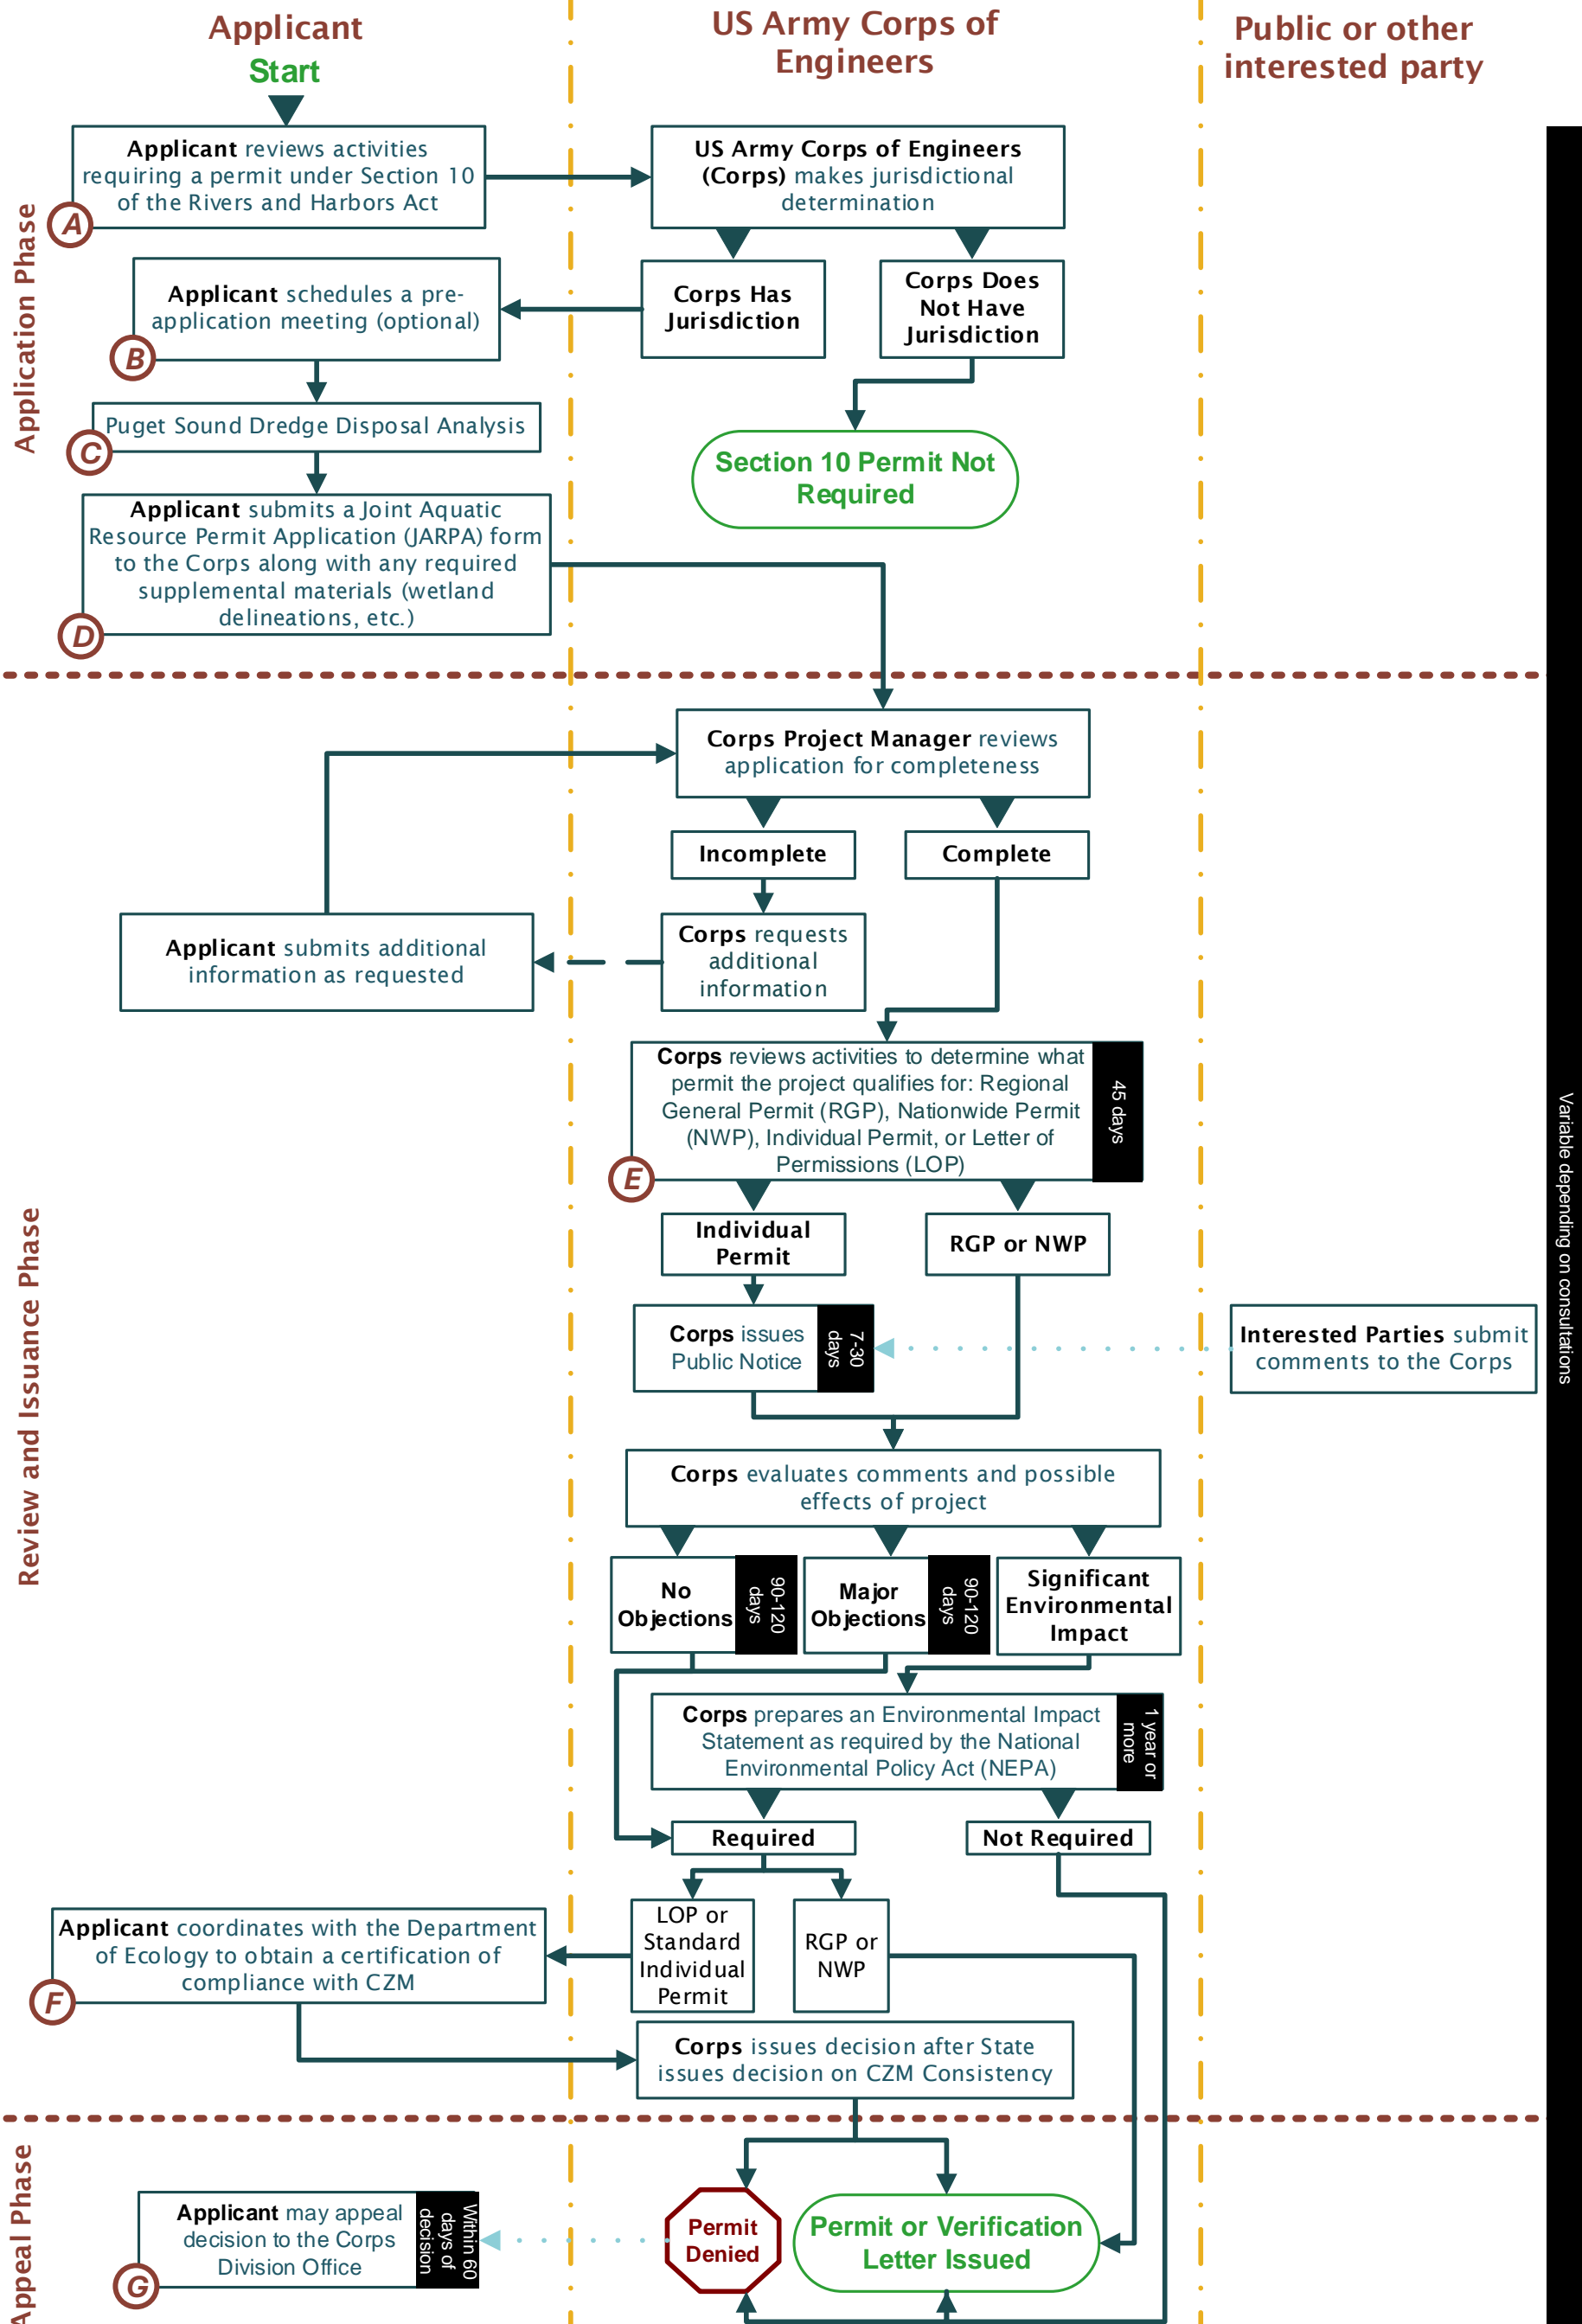 Applicant
Start
US Army Corps of
Engineers
Public or other
interested party
Application Phase
Applicant reviews activities
requiring a permit under Section 10
of the Rivers and Harbors Act
A
US Army Corps of Engineers
(Corps) makes jurisdictional
determination
Applicant schedules a pre-
application meeting (optional)
B
Corps Has
Jurisdiction
Corps Does
Not Have
Jurisdiction
Puget Sound Dredge Disposal Analysis
C
Section 10 Permit Not
Required
Applicant submits a Joint Aquatic
Resource Permit Application (JARPA) form
to the Corps along with any required
supplemental materials (wetland
delineations, etc.)
D
Review and Issuance Phase
Corps Project Manager reviews
application for completeness
Incomplete
Complete
Applicant submits additional
information as requested
Corps requests
additional
information
Corps reviews activities to determine what
permit the project qualifies for: Regional
General Permit (RGP), Nationwide Permit
(NWP), Individual Permit, or Letter of
Permissions (LOP)
45 days
E
Individual
Permit
RGP or NWP
Corps issues
Public Notice
7-30
days
Interested Parties submit
comments to the Corps
Variable depending on consultations
Corps evaluates comments and possible
effects of project
No
Objections
90-120
days
Major
Objections
90-120
days
Significant
Environmental
Impact
Corps prepares an Environmental Impact
Statement as required by the National
Environmental Policy Act (NEPA)
1 year or
more
Required
Not Required
Applicant coordinates with the Department
of Ecology to obtain a certification of
compliance with CZM
F
LOP or
Standard
Individual
Permit
RGP or
NWP
Corps issues decision after State
issues decision on CZM Consistency
Appeal Phase
Applicant may appeal
decision to the Corps
Division Office
Within 60
days of
decision
G
Permit
Denied
Permit or Verification
Letter Issued